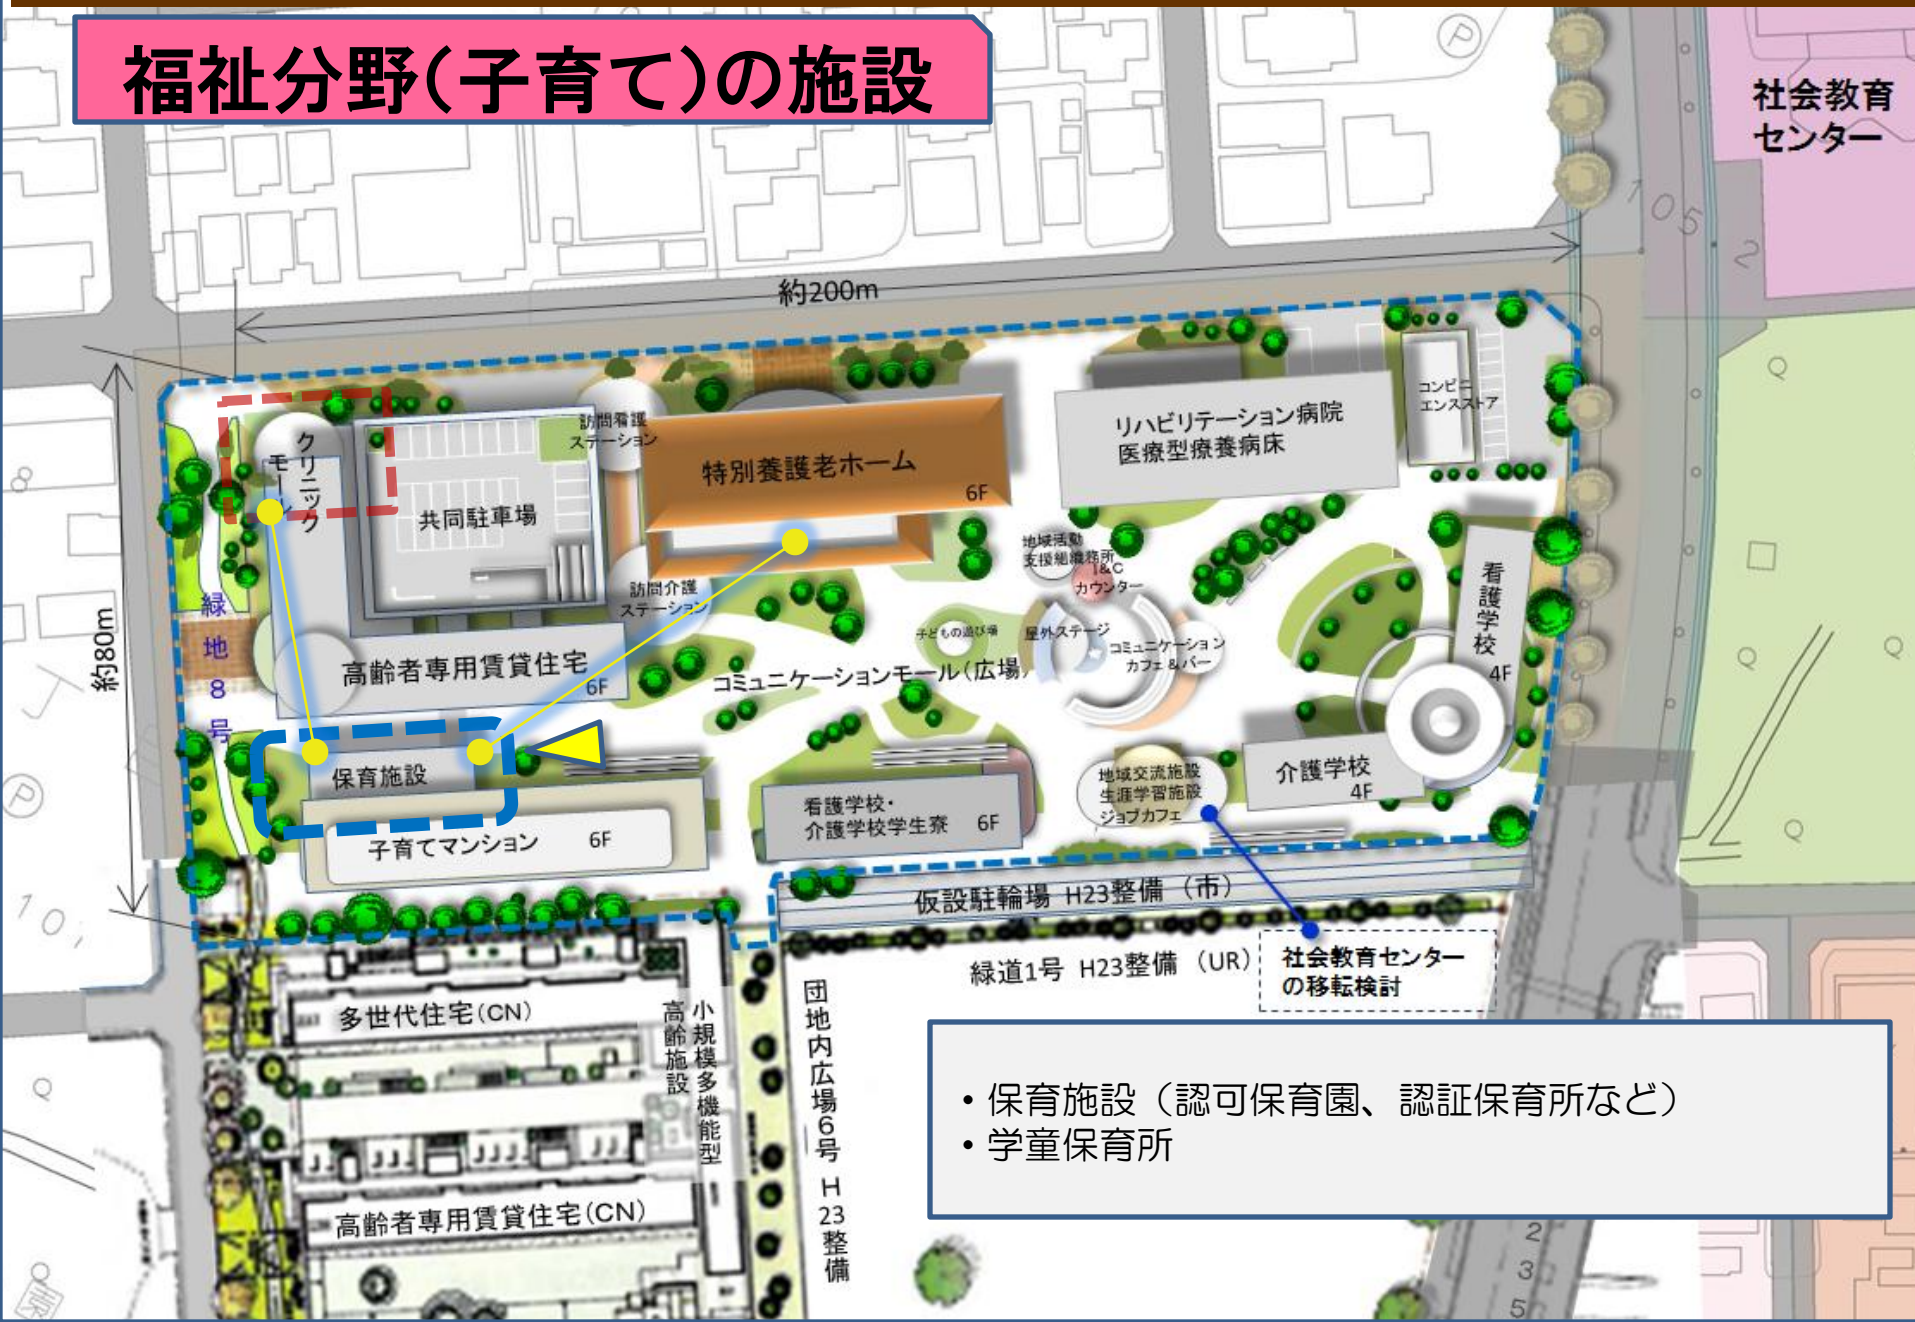 福祉分野(子育て)の施設
社会教育
センター
約200m
約80m
クリニック
モール
共同駐車場
訪問看護
ステーション
特別養護老ホーム
6F
リハビリテーション病院
医療型療養病床
コンビニ
エンスストア
訪問介護
ステーション
地域活動
支援組織務所
I&C
カウンター
看護学校
4F
緑地8号
高齢者専用賃貸住宅
6F
子どもの遊び場
屋外ステージ
コミュニケーション
カフェ&バー
コミュニケーションモール(広場)
保育施設
子育てマンション 6F
看護学校・
介護学校学生寮 6F
地域交流施設
生涯学習施設
ジョブカフェ
介護学校
4F
仮設駐輪場 H23整備 (市)
緑道1号 H23整備 (UR)
社会教育センター
の移転検討
多世代住宅(CN)
小規模多機能型
高齢施設
団地内広場6号 H23整備
高齢者専用賃貸住宅(CN)
・保育施設（認可保育園、認証保育所など）
・学童保育所